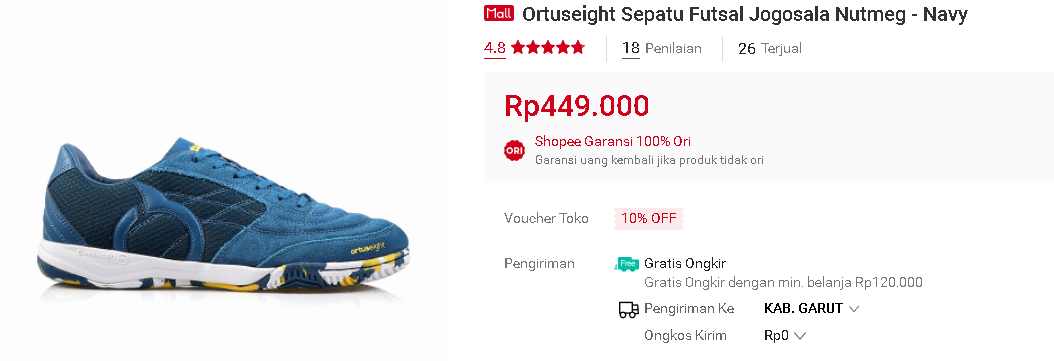 Mall Ortuseight Sepatu Futsal Jogosala Nutmeg - Navy
4.8 18 Penilaian 26 Terjual
Rp449.000
ORI Shopee Garansi 100% Ori
Garansi uang kembali jika produk tidak ori
Voucher Toko 10% OFF
Pengiriman Free Gratis Ongkir
Gratis Ongkir dengan min. belanja Rp120.000
Pengiriman Ke KAB. GARUT
Ongkos Kirim Rp0
ortuseight